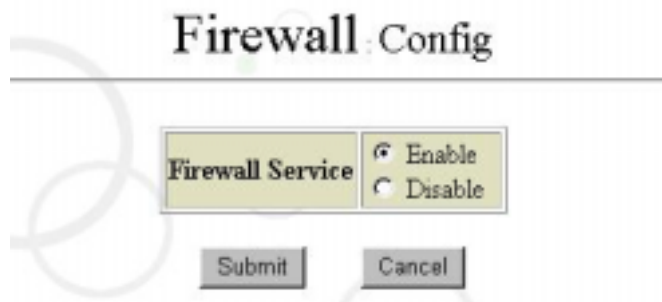 Firewall : Config
Firewall Service
Enable
Disable
Submit
Cancel